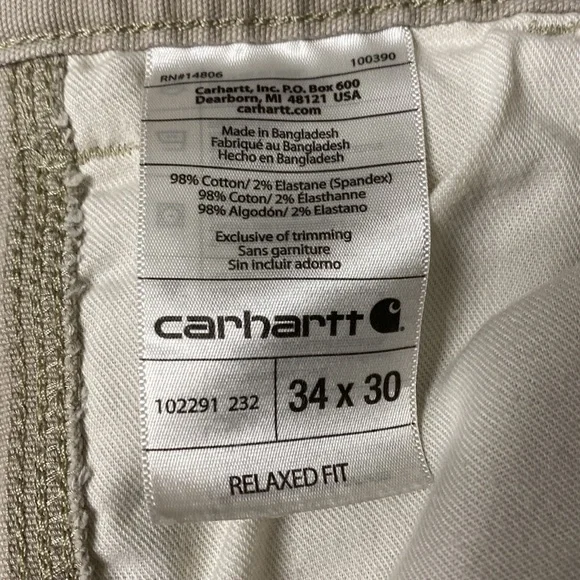 RN#14806 100390
Carhartt, Inc. P.O. Box 600
Dearborn, MI 48121 USA
carhartt.com
Made in Bangladesh
Fabriqué au Bangladesh
Hecho en Bangladesh
98% Cotton/ 2% Elastane (Spandex)
98% Coton/ 2% Élasthanne
98% Algodón/ 2% Elastano
Exclusive of trimming
Sans garniture
Sin incluir adorno
carhartt
102291 232 34 x 30
RELAXED FIT